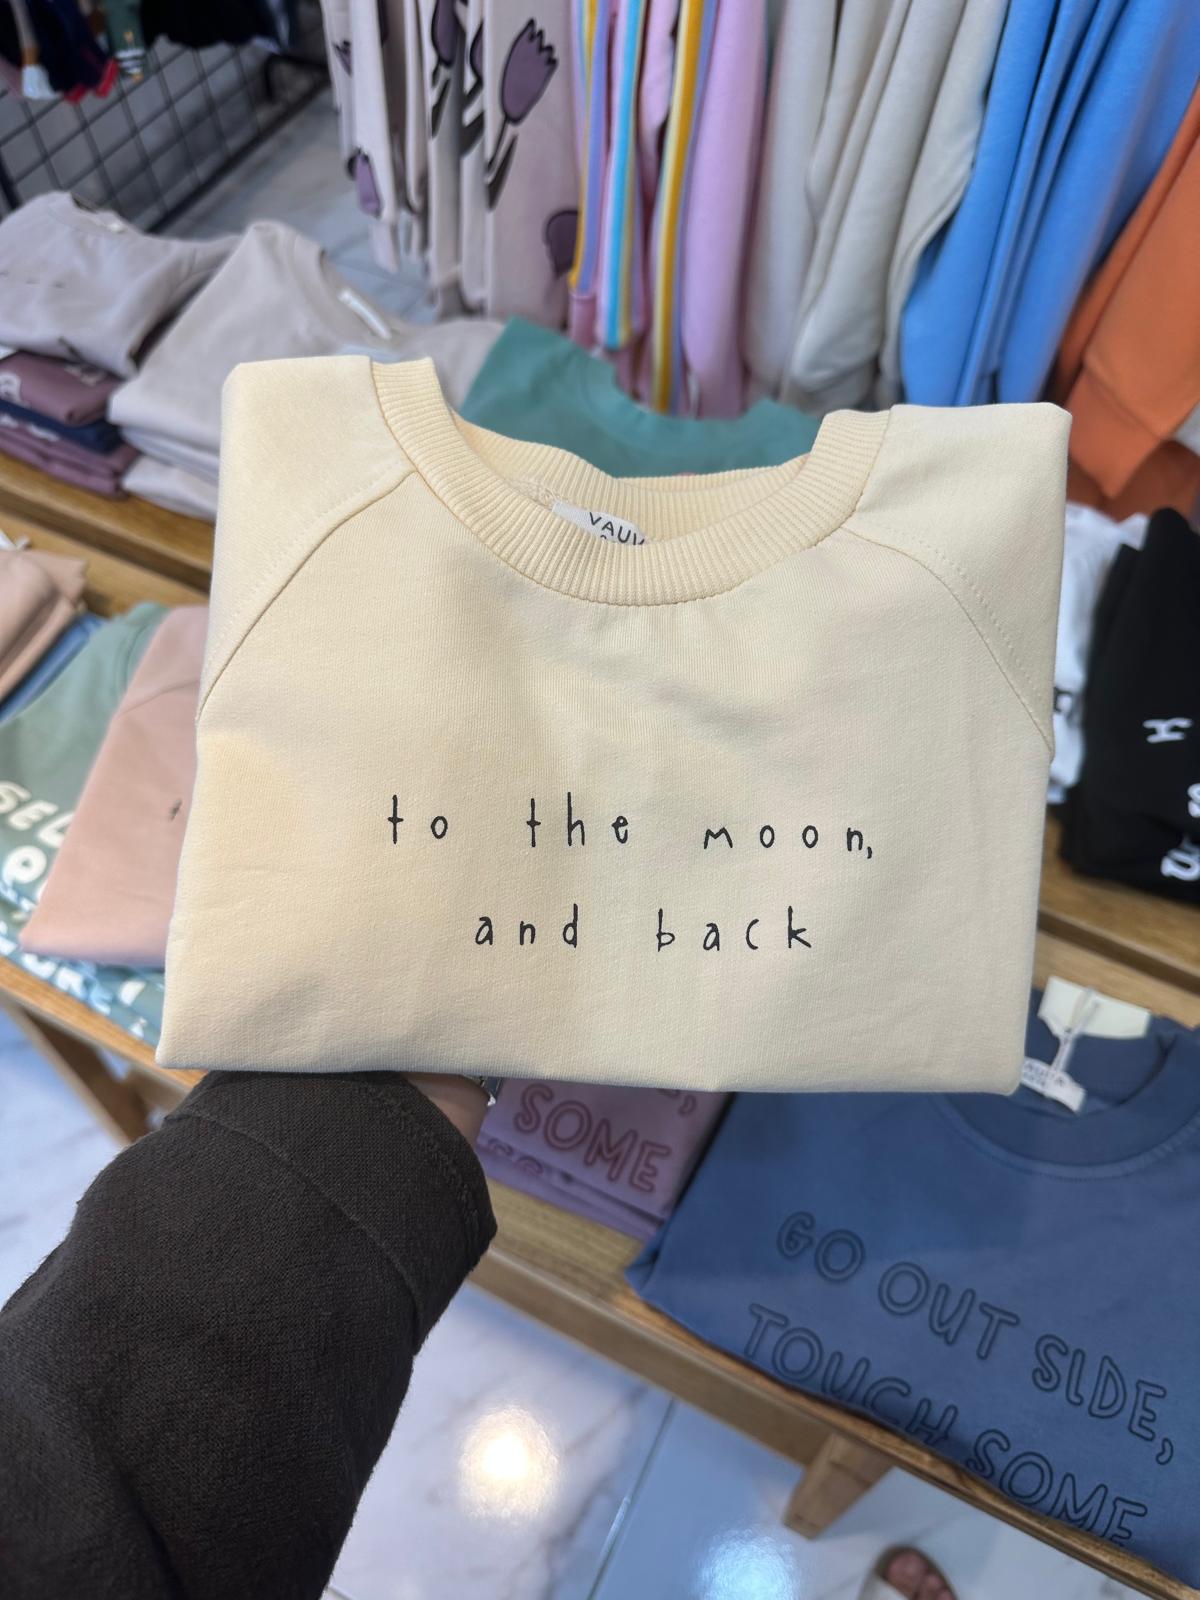 to the moon,
and back
SOME
GO OUT SIDE,
TOUCH SOME